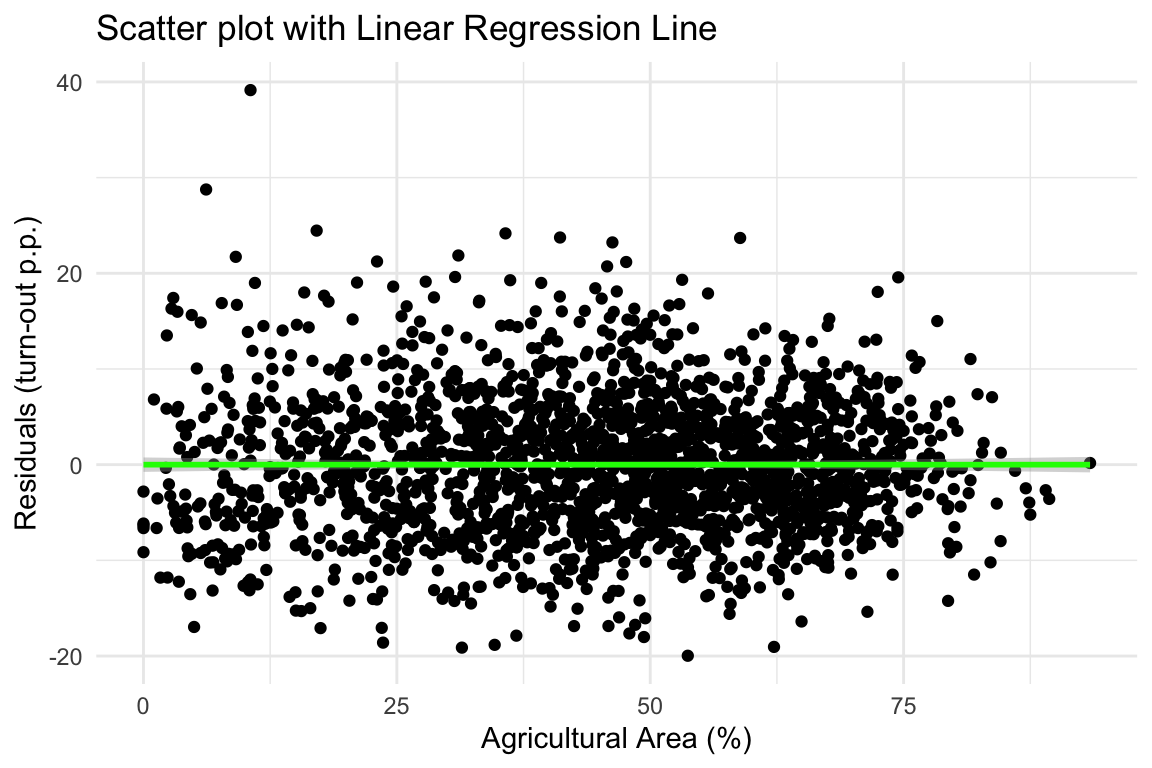 Scatter plot with Linear Regression Line
40
20
0
-20
Residuals (turn-out p.p.)
0 25 50 75
Agricultural Area (%)